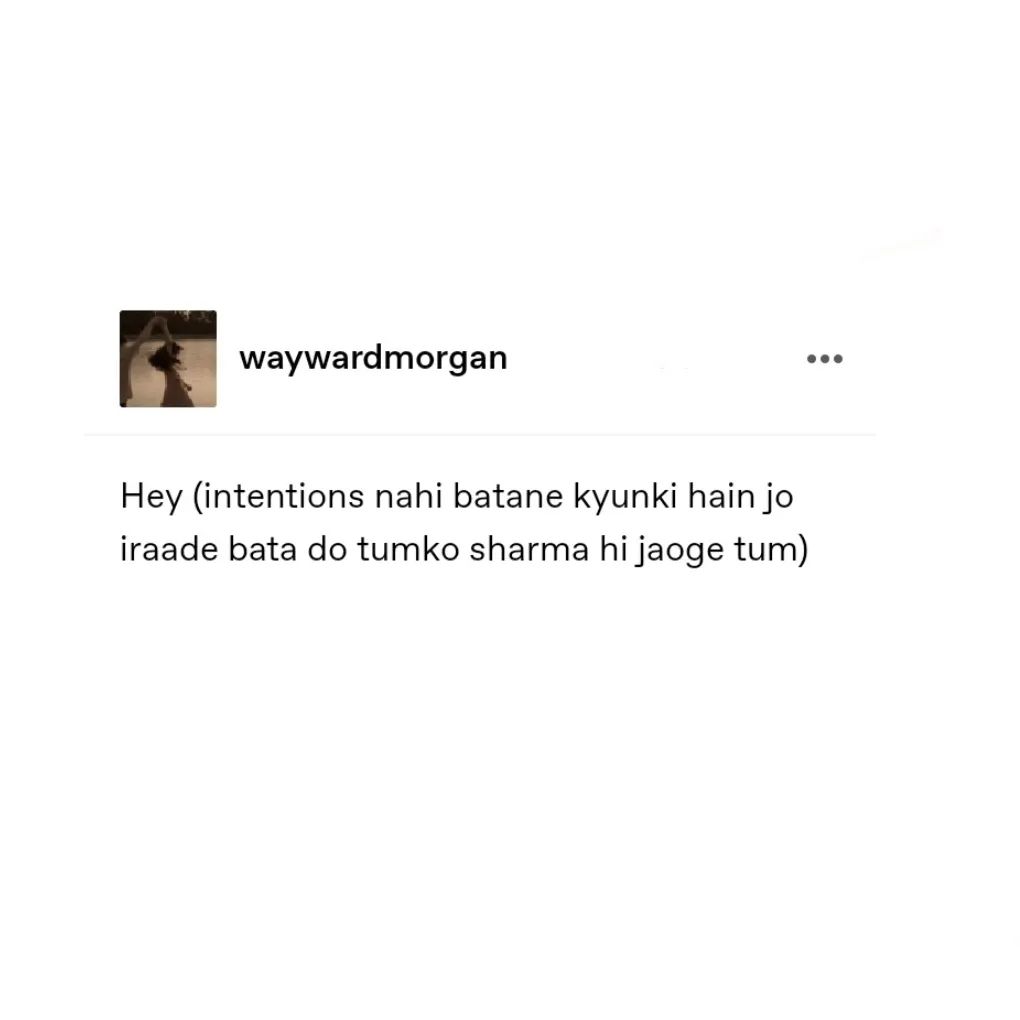 waywardmorgan
Hey (intentions nahi batane kyunki hain jo
iraade bata do tumko sharma hi jaoge tum)